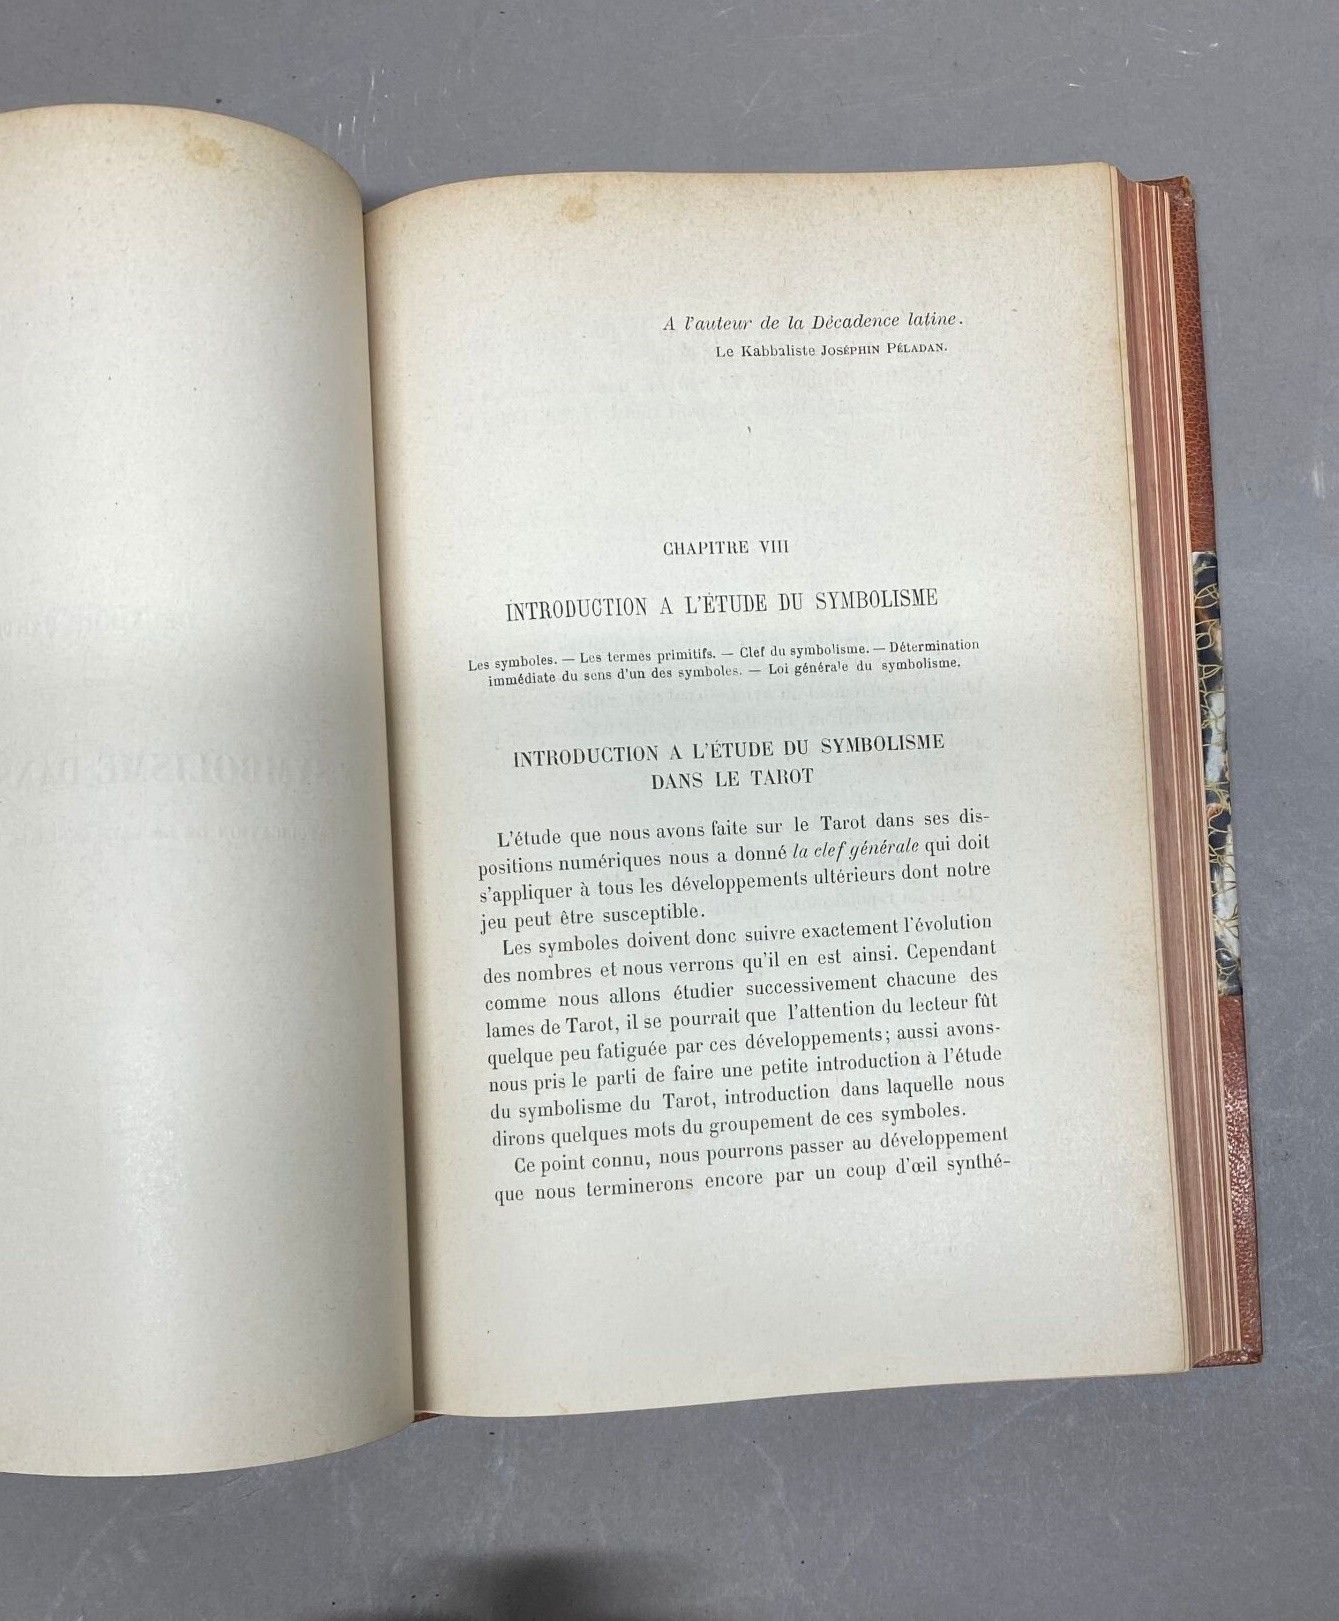 A l'auteur de la Décadence latine.
Le Kabbaliste JOSÉPHIN PÉLADAN.
CHAPITRE VIII
INTRODUCTION A L'ÉTUDE DU SYMBOLISME
Les symboles. — Les termes primitifs. — Clef du symbolisme. — Détermination
immédiate du sens d'un des symboles. — Loi générale du symbolisme.
INTRODUCTION A L'ÉTUDE DU SYMBOLISME
DANS LE TAROT
L'étude que nous avons faite sur le Tarot dans ses dis-
positions numériques nous a donné la clef générale qui doit
s'appliquer à tous les développements ultérieurs dont notre
jeu peut être susceptible.
Les symboles doivent donc suivre exactement l'évolution
des nombres et nous verrons qu'il en est ainsi. Cependant
comme nous allons étudier successivement chacune des
lames de Tarot, il se pourrait que l'attention du lecteur fût
quelque peu fatiguée par ces développements; aussi avons-
nous pris le parti de faire une petite introduction à l'étude
du symbolisme du Tarot, introduction dans laquelle nous
dirons quelques mots du groupement de ces symboles.
Ce point connu, nous pourrons passer au développement
que nous terminerons encore par un coup d'œil synthé-